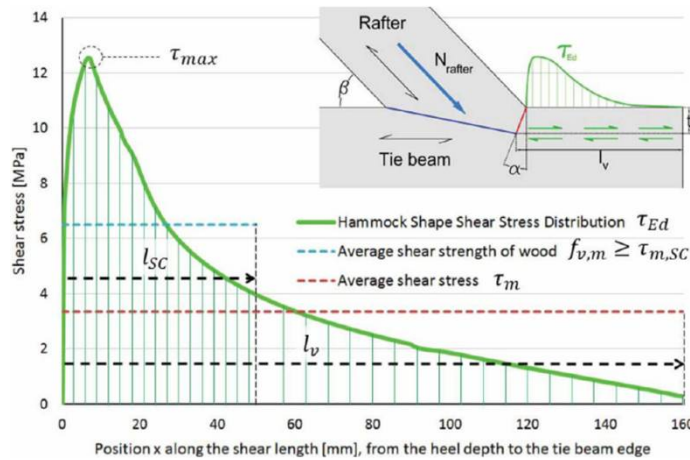 14
12
10
8
6
4
2
0
Shear stress [MPa]
τmax
Rafter
Nrafter
β
Tie beam
α
τEd
t
lv
Hammock Shape Shear Stress Distribution τEd
Average shear strength of wood fv,m ≥ τm,SC
Average shear stress τm
lSC
lv
0 20 40 60 80 100 120 140 160
Position x along the shear length [mm], from the heel depth to the tie beam edge